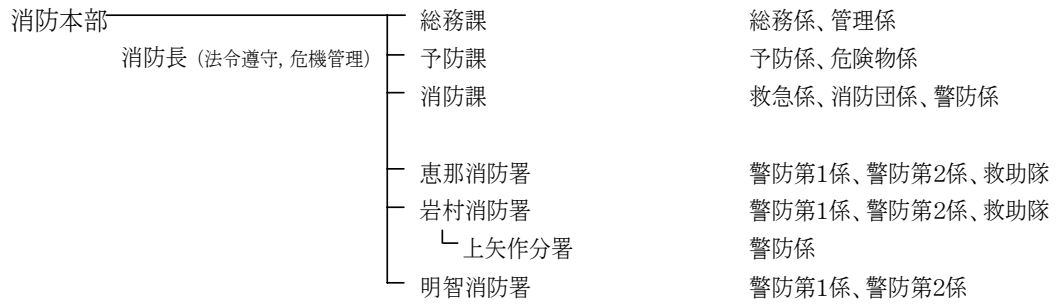 消防本部 総務課 総務係、管理係
消防長 (法令遵守, 危機管理) 予防課 予防係、危険物係
消防課 救急係、消防団係、警防係
恵那消防署 警防第1係、警防第2係、救助隊
岩村消防署 警防第1係、警防第2係、救助隊
上矢作分署 警防係
明智消防署 警防第1係、警防第2係